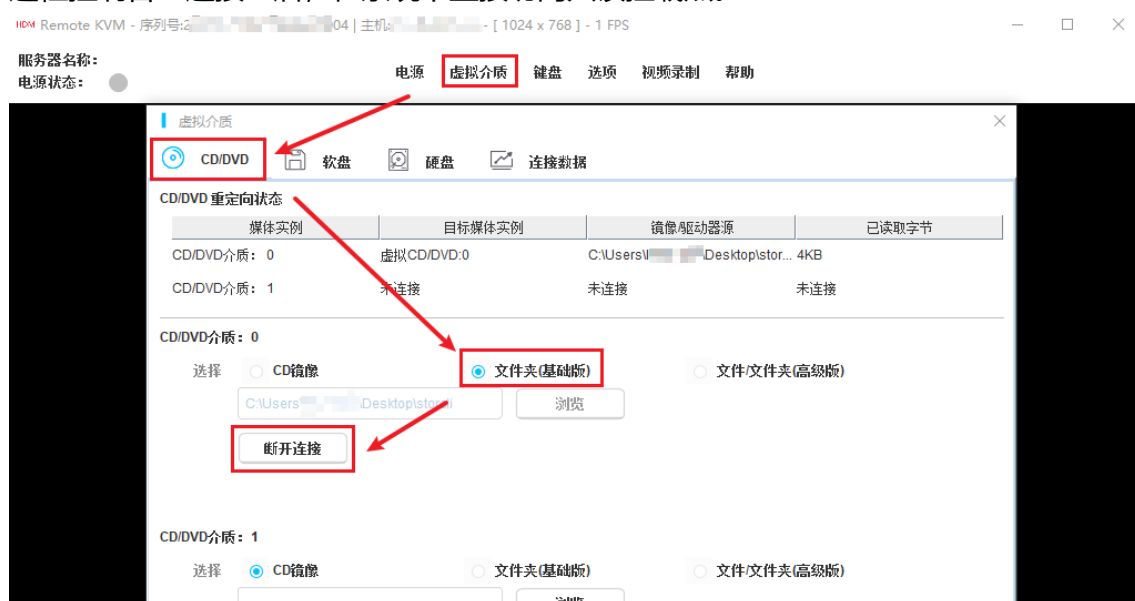 HDM Remote KVM - 序列号:2 04 | 主机: - [ 1024 x 768 ] - 1 FPS
服务器名称:
电源状态:
电源 虚拟介质 键盘 选项 视频录制 帮助
虚拟介质
CD/DVD 软盘 硬盘 连接数据
CD/DVD 重定向状态
媒体实例 目标媒体实例 镜像/驱动器源 已读取字节
CD/DVD介质: 0 虚拟CD/DVD:0 C:\Users\ Desktop\stor... 4KB
CD/DVD介质: 1 未连接 未连接 未连接
CD/DVD介质: 0
选择 CD镜像 文件夹(基础版) 文件/文件夹(高级版)
C:\Users \Desktop\ 浏览
断开连接
CD/DVD介质: 1
选择 CD镜像 文件夹(基础版) 文件/文件夹(高级版)